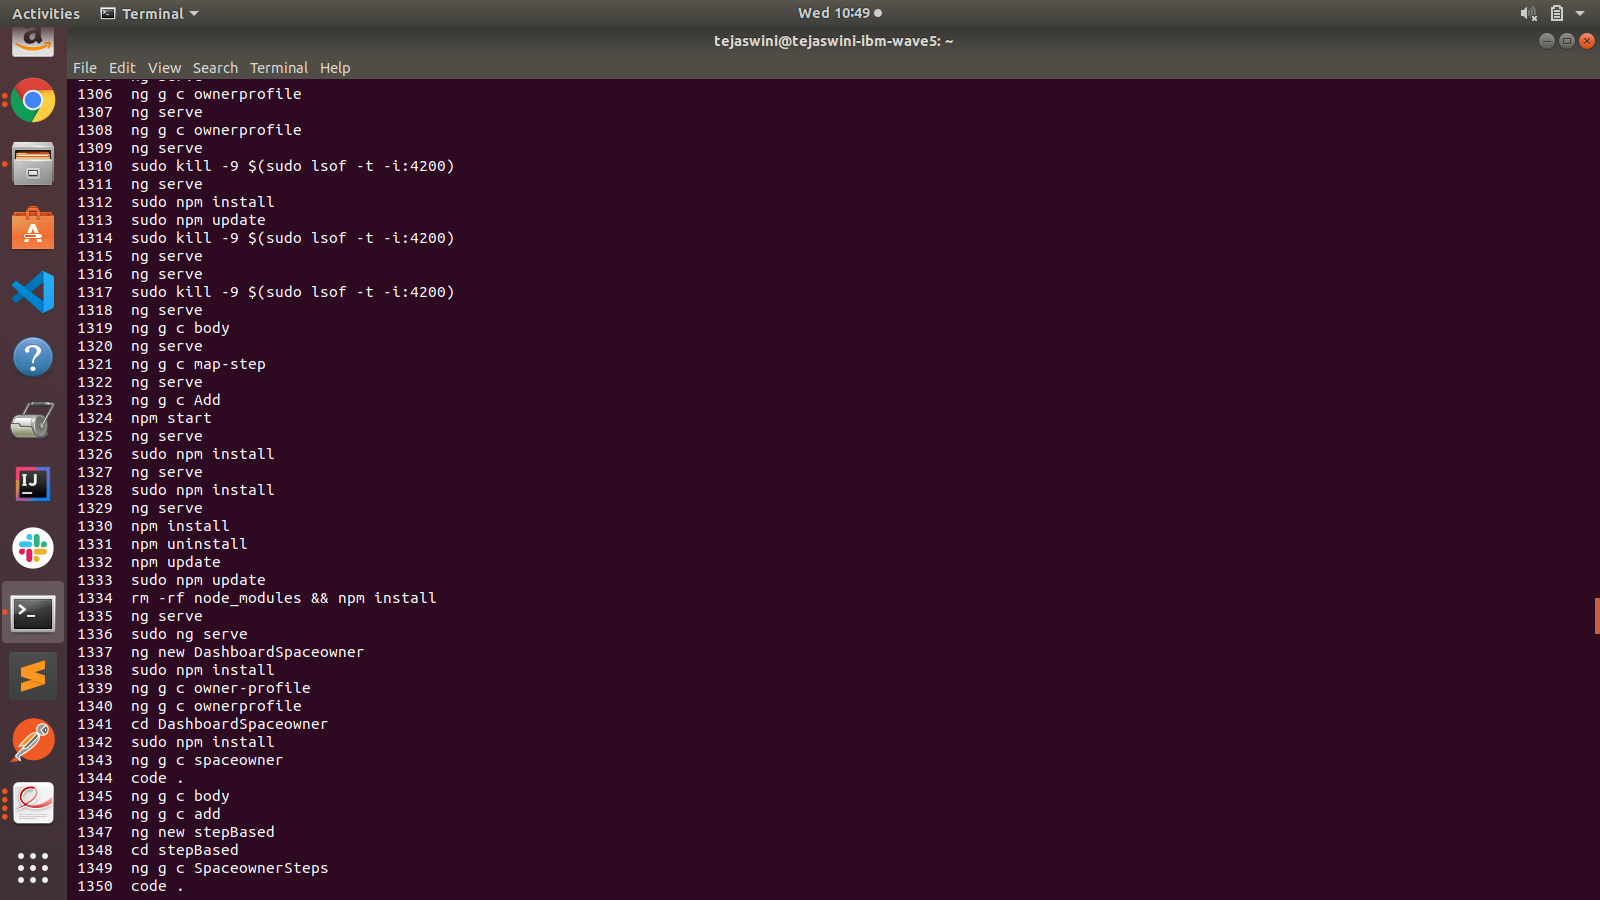 Activities
Terminal
Wed 10:49
tejaswini@tejaswini-ibm-wave5: ~
File Edit View Search Terminal Help
1306 ng g c ownerprofile
1307 ng serve
1308 ng g c ownerprofile
1309 ng serve
1310 sudo kill -9 $(sudo lsof -t -i:4200)
1311 ng serve
1312 sudo npm install
1313 sudo npm update
1314 sudo kill -9 $(sudo lsof -t -i:4200)
1315 ng serve
1316 ng serve
1317 sudo kill -9 $(sudo lsof -t -i:4200)
1318 ng serve
1319 ng g c body
1320 ng serve
1321 ng g c map-step
1322 ng serve
1323 ng g c Add
1324 npm start
1325 ng serve
1326 sudo npm install
1327 ng serve
1328 sudo npm install
1329 ng serve
1330 npm install
1331 npm uninstall
1332 npm update
1333 sudo npm update
1334 rm -rf node_modules && npm install
1335 ng serve
1336 sudo ng serve
1337 ng new DashboardSpaceowner
1338 sudo npm install
1339 ng g c owner-profile
1340 ng g c ownerprofile
1341 cd DashboardSpaceowner
1342 sudo npm install
1343 ng g c spaceowner
1344 code .
1345 ng g c body
1346 ng g c add
1347 ng new stepBased
1348 cd stepBased
1349 ng g c SpaceownerSteps
1350 code .